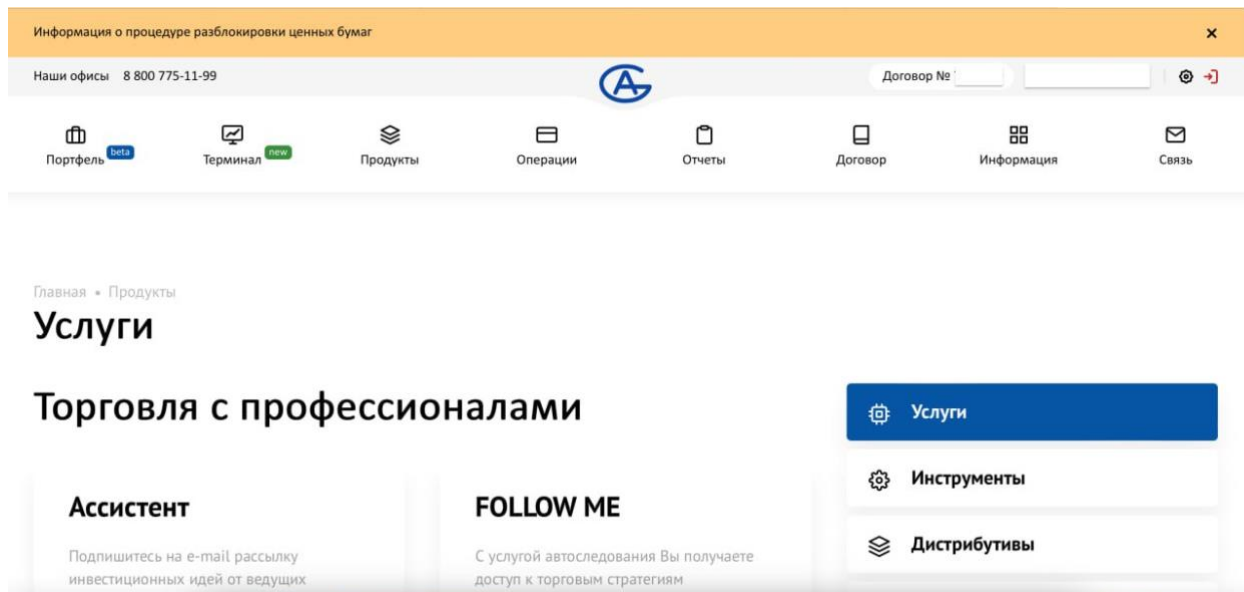 Информация о процедуре разблокировки ценных бумаг
Наши офисы 8 800 775-11-99
Договор №
Портфель beta
Терминал new
Продукты
Операции
Отчеты
Договор
Информация
Связь
Главная • Продукты
Услуги
Торговля с профессионалами
Ассистент
Подпишитесь на e-mail рассылку
инвестиционных идей от ведущих
FOLLOW ME
С услугой автоследования Вы получаете
доступ к торговым стратегиям
Услуги
Инструменты
Дистрибутивы